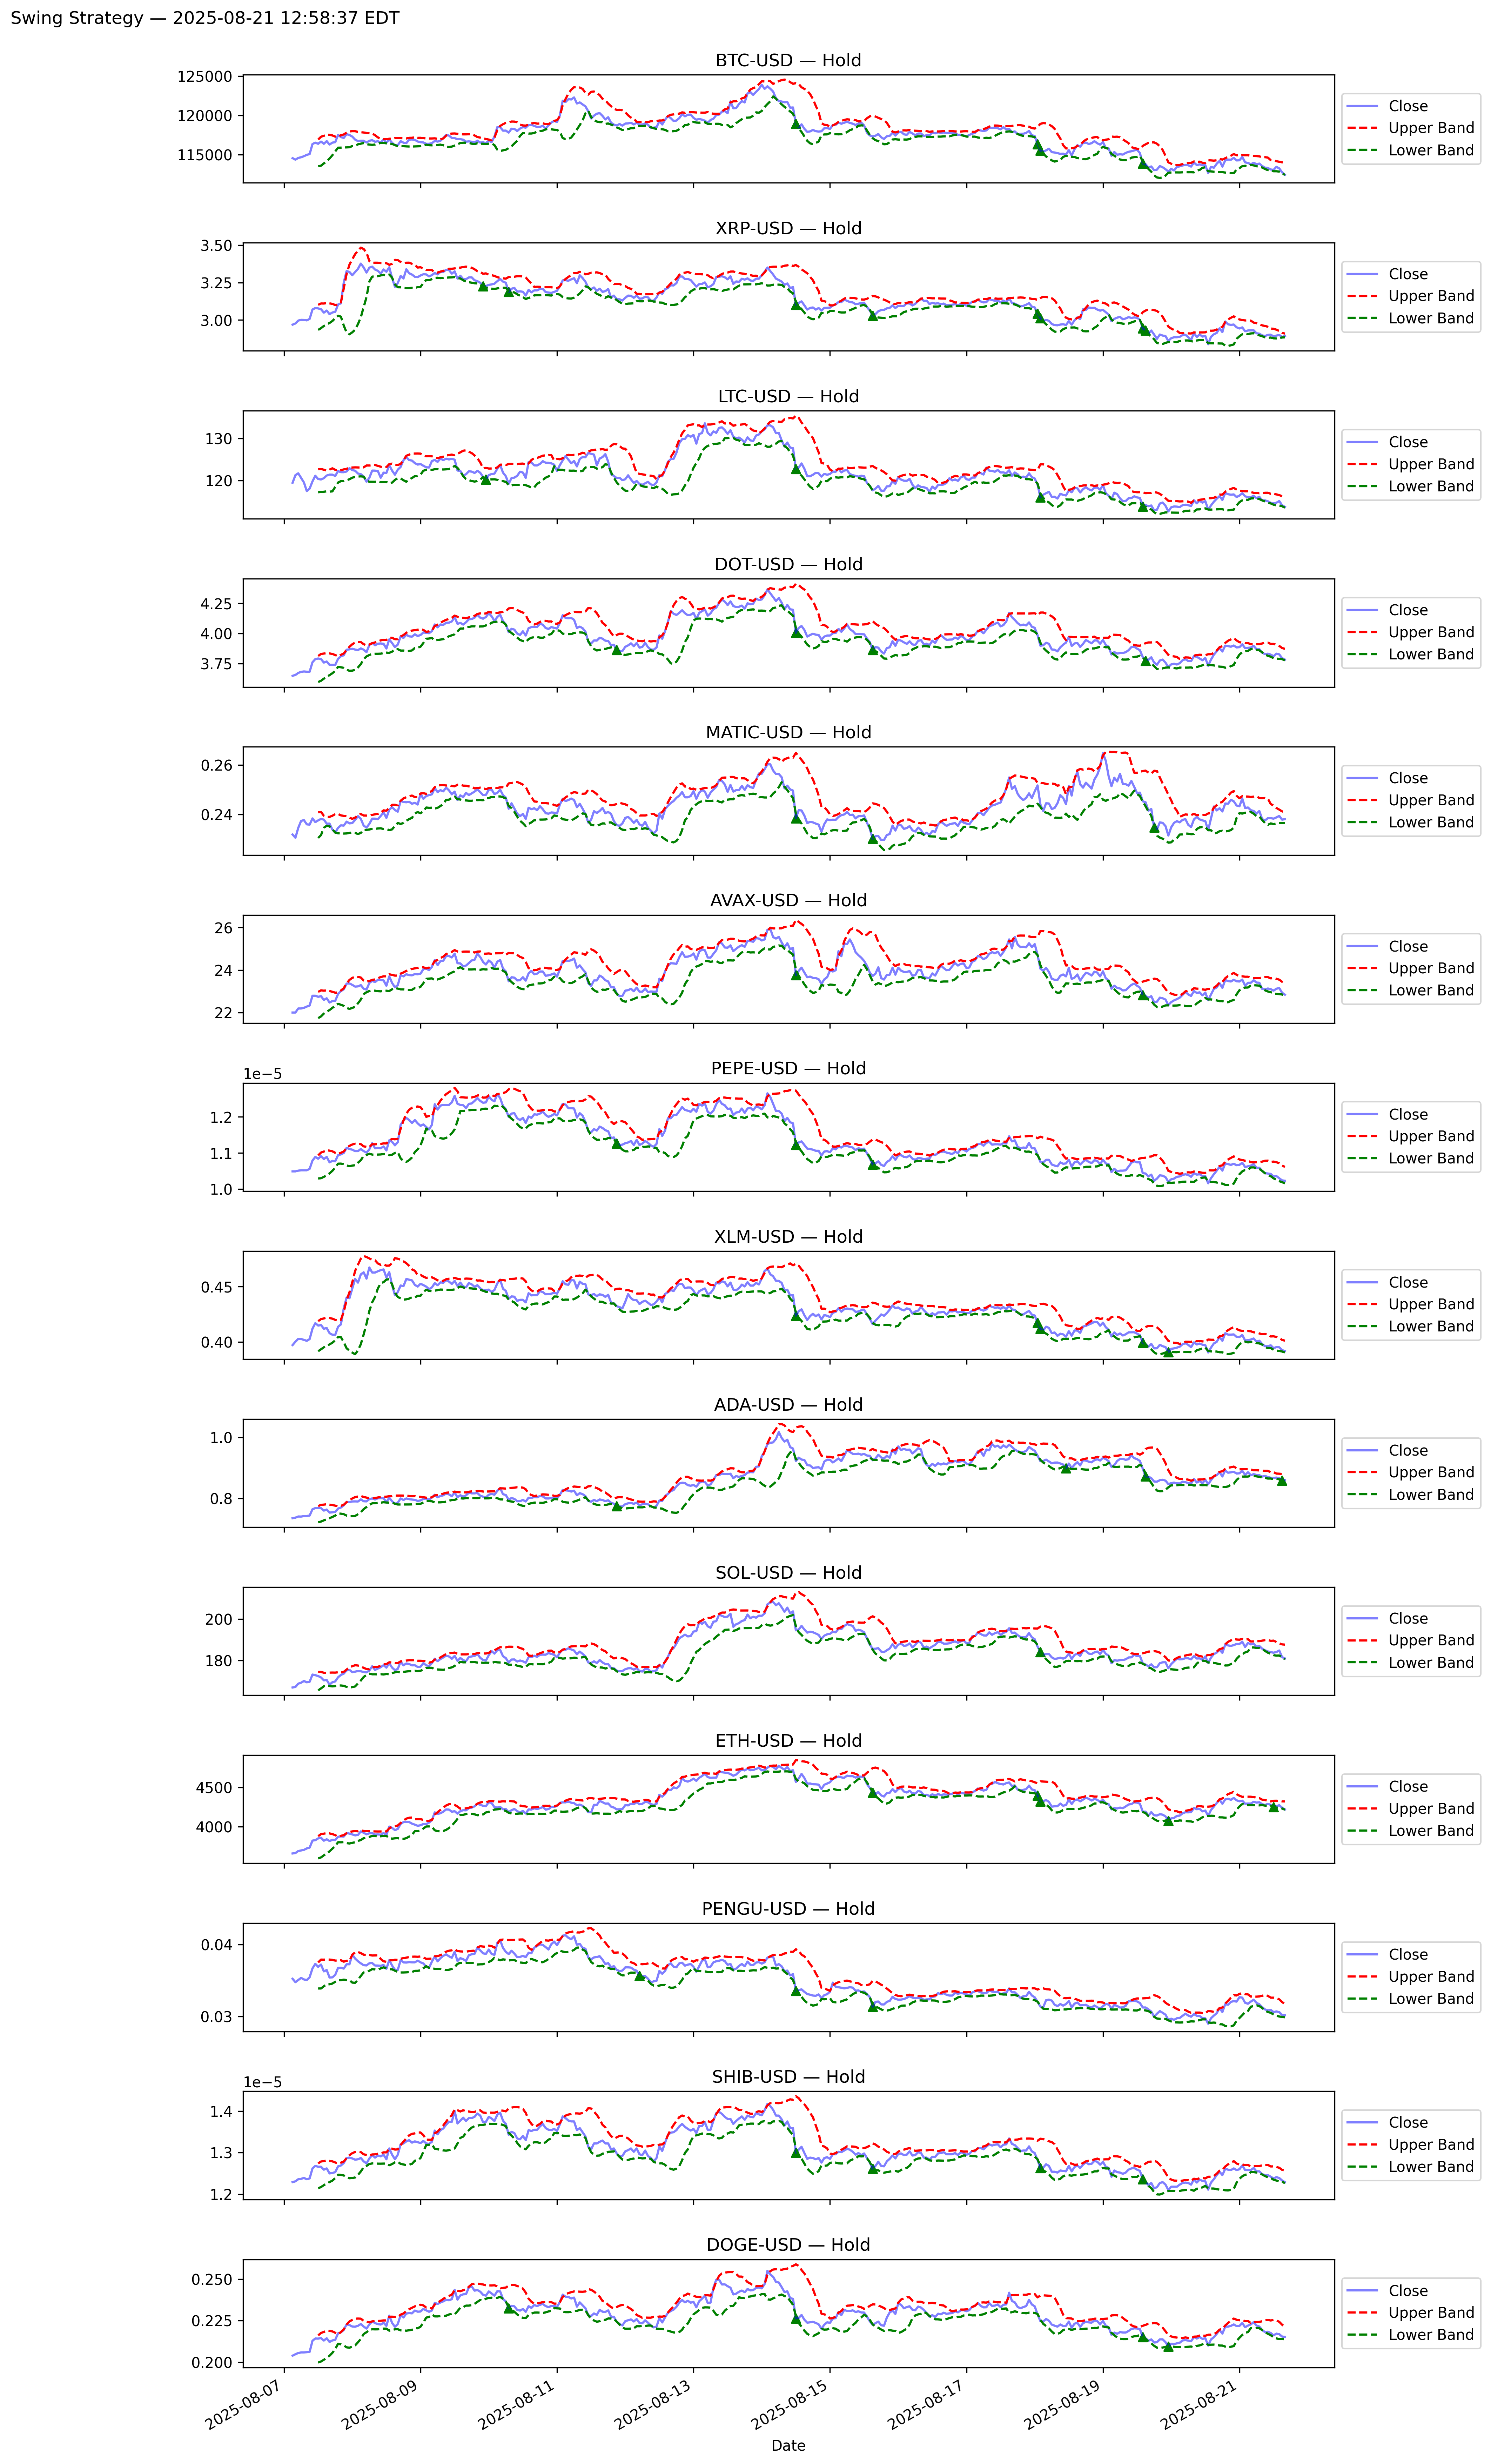 Swing Strategy — 2025-08-21 12:58:37 EDT
BTC-USD — Hold
125000
120000
115000
Close
Upper Band
Lower Band
XRP-USD — Hold
3.50
3.25
3.00
Close
Upper Band
Lower Band
LTC-USD — Hold
130
120
Close
Upper Band
Lower Band
DOT-USD — Hold
4.25
4.00
3.75
Close
Upper Band
Lower Band
MATIC-USD — Hold
0.26
0.24
Close
Upper Band
Lower Band
AVAX-USD — Hold
26
24
22
Close
Upper Band
Lower Band
PEPE-USD — Hold
1e−5
1.2
1.1
1.0
Close
Upper Band
Lower Band
XLM-USD — Hold
0.45
0.40
Close
Upper Band
Lower Band
ADA-USD — Hold
1.0
0.8
Close
Upper Band
Lower Band
SOL-USD — Hold
200
180
Close
Upper Band
Lower Band
ETH-USD — Hold
4500
4000
Close
Upper Band
Lower Band
PENGU-USD — Hold
0.04
0.03
Close
Upper Band
Lower Band
SHIB-USD — Hold
1e−5
1.4
1.3
1.2
Close
Upper Band
Lower Band
DOGE-USD — Hold
0.250
0.225
0.200
Close
Upper Band
Lower Band
2025-08-07
2025-08-09
2025-08-11
2025-08-13
2025-08-15
2025-08-17
2025-08-19
2025-08-21
Date